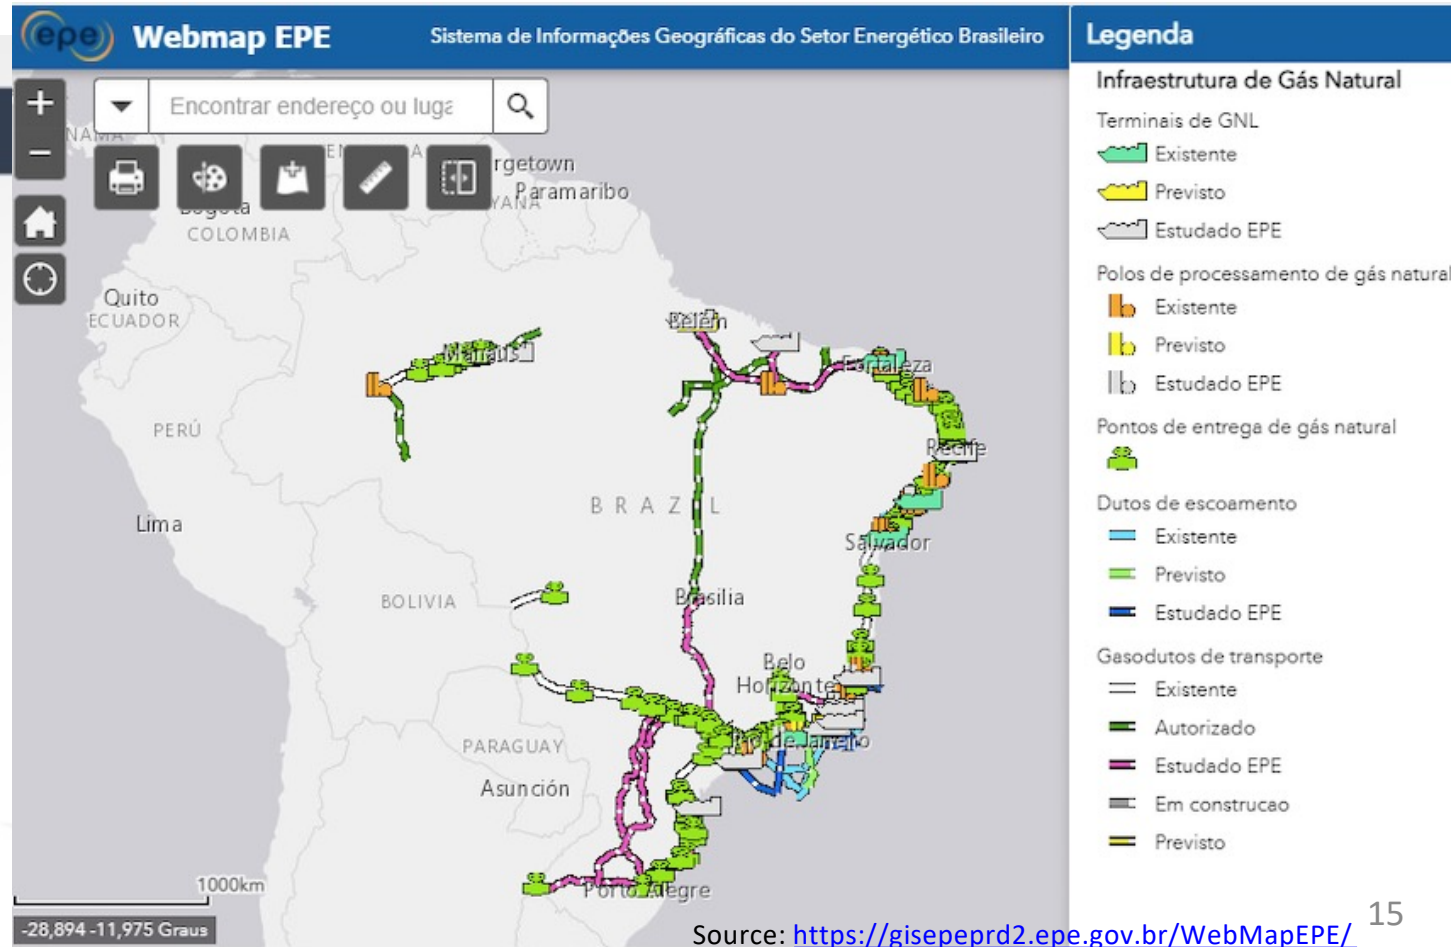 epe Webmap EPE Sistema de Informações Geográficas do Setor Energético Brasileiro
Encontrar endereço ou luga
+
−
rgetown
Paramaribo
COLOMBIA
Quito
ECUADOR
Belém
Manaus
Fortaleza
PERÚ
Recife
BRAZIL
Lima
Salvador
Brasilia
BOLIVIA
Belo
Horizonte
Rio de Janeiro
PARAGUAY
Asunción
Porto Alegre
1000km
-28,894 -11,975 Graus
Legenda
Infraestrutura de Gás Natural
Terminais de GNL
Existente
Previsto
Estudado EPE
Polos de processamento de gás natural
Existente
Previsto
Estudado EPE
Pontos de entrega de gás natural
Dutos de escoamento
Existente
Previsto
Estudado EPE
Gasodutos de transporte
Existente
Autorizado
Estudado EPE
Em construcao
Previsto
Source: https://gisepeprd2.epe.gov.br/WebMapEPE/
15